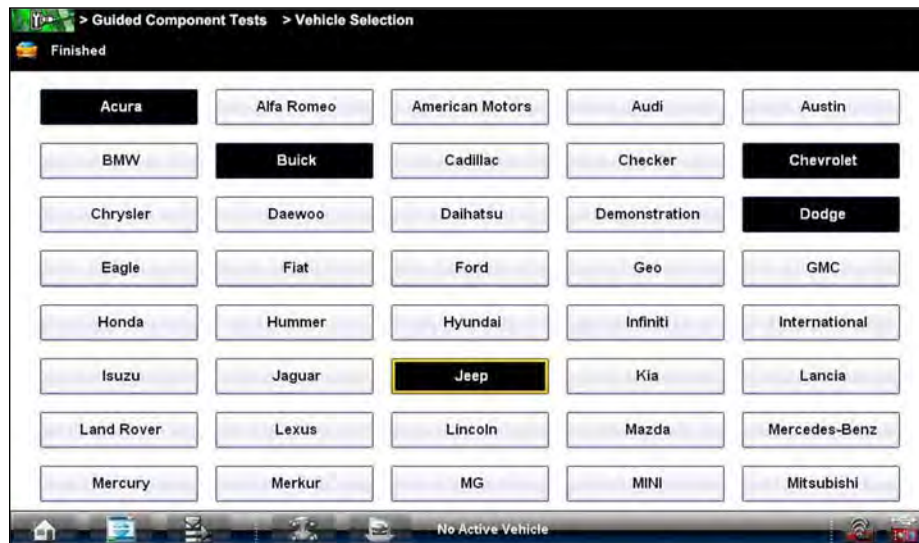 > Guided Component Tests > Vehicle Selection
Finished
Acura Alfa Romeo American Motors Audi Austin
BMW Buick Cadillac Checker Chevrolet
Chrysler Daewoo Daihatsu Demonstration Dodge
Eagle Fiat Ford Geo GMC
Honda Hummer Hyundai Infiniti International
Isuzu Jaguar Jeep Kia Lancia
Land Rover Lexus Lincoln Mazda Mercedes-Benz
Mercury Merkur MG MINI Mitsubishi
No Active Vehicle